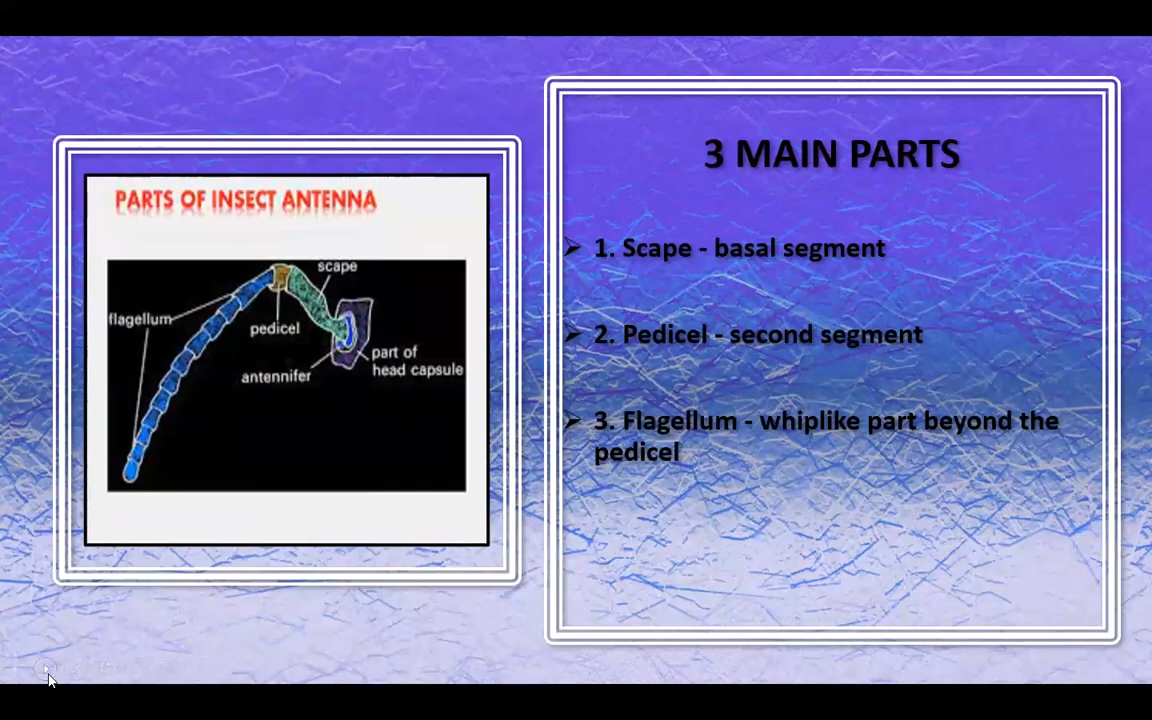 PARTS OF INSECT ANTENNA
scape
flagellum
pedicel
antennifer
part of
head capsule
3 MAIN PARTS
1. Scape - basal segment
2. Pedicel - second segment
3. Flagellum - whiplike part beyond the
pedicel